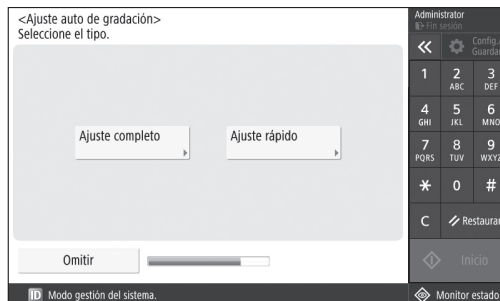 <Ajuste auto de gradación>
Seleccione el tipo.
Ajuste completo
Ajuste rápido
Omitir
ID Modo gestión del sistema.
Administrator
Fin sesión
Config./
Guardar
1
2 ABC
3 DEF
4 GHI
5 JKL
6 MNO
7 PQRS
8 TUV
9 WXYZ
* 0 #
C Restaurar
Inicio
Monitor estado